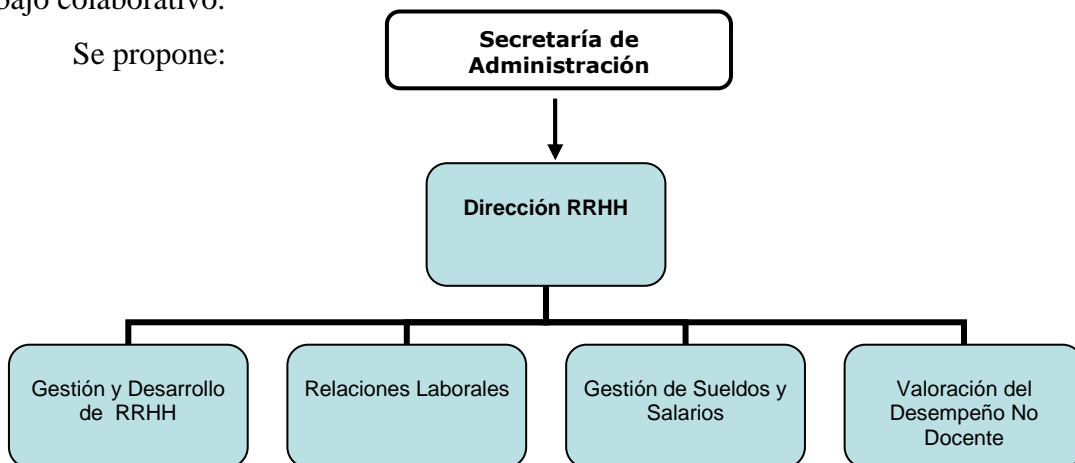 bajo colaborativo.
Se propone:
Secretaría de
Administración
Dirección RRHH
Gestión y Desarrollo
de RRHH
Relaciones Laborales
Gestión de Sueldos y
Salarios
Valoración del
Desempeño No
Docente